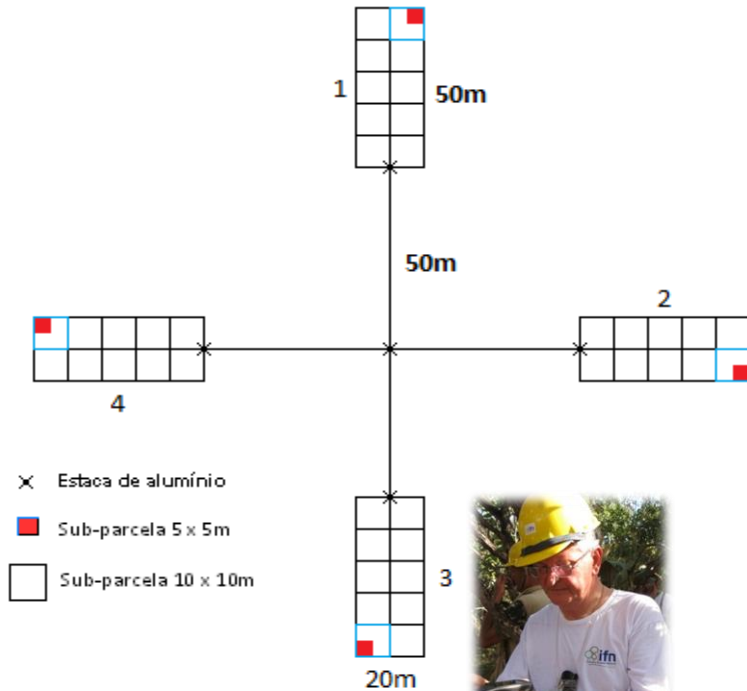 1
50m
50m
2
4
Estaca de alumínio
Sub-parcela 5 x 5m
Sub-parcela 10 x 10m
3
20m
ifn